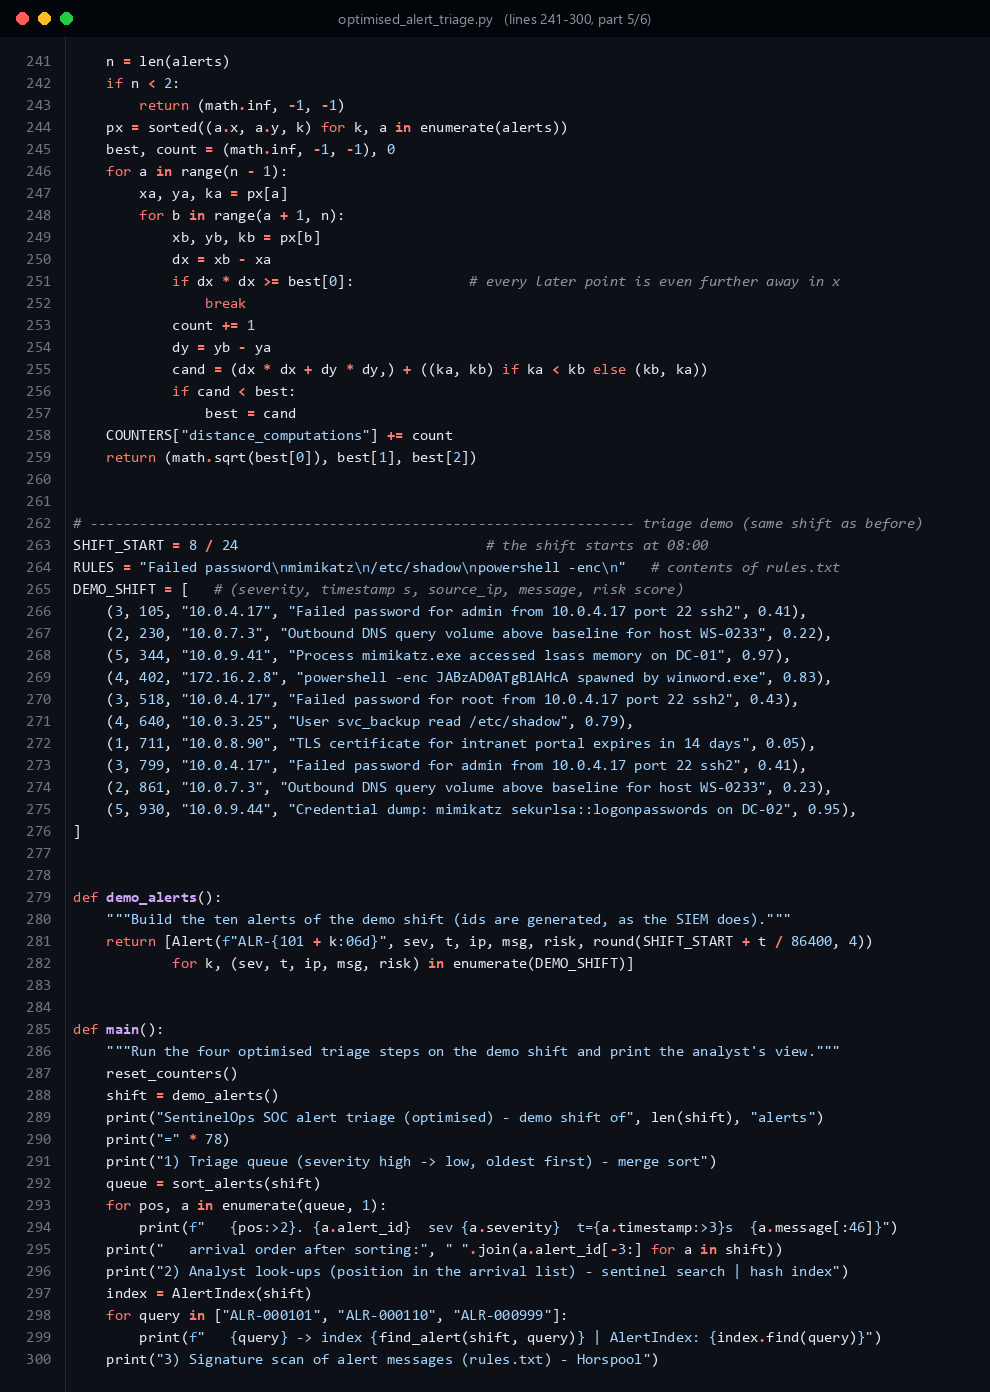 optimised_alert_triage.py   (lines 241-300, part 5/6)
241     n = len(alerts)
242     if n < 2:
243         return (math.inf, -1, -1)
244     px = sorted((a.x, a.y, k) for k, a in enumerate(alerts))
245     best, count = (math.inf, -1, -1), 0
246     for a in range(n - 1):
247         xa, ya, ka = px[a]
248         for b in range(a + 1, n):
249             xb, yb, kb = px[b]
250             dx = xb - xa
251             if dx * dx >= best[0]:              # every later point is even further away in x
252                 break
253             count += 1
254             dy = yb - ya
255             cand = (dx * dx + dy * dy,) + ((ka, kb) if ka < kb else (kb, ka))
256             if cand < best:
257                 best = cand
258     COUNTERS["distance_computations"] += count
259     return (math.sqrt(best[0]), best[1], best[2])
260
261
262 # ------------------------------------------------------------------ triage demo (same shift as before)
263 SHIFT_START = 8 / 24                              # the shift starts at 08:00
264 RULES = "Failed password\nmimikatz\n/etc/shadow\npowershell -enc\n"   # contents of rules.txt
265 DEMO_SHIFT = [   # (severity, timestamp s, source_ip, message, risk score)
266     (3, 105, "10.0.4.17", "Failed password for admin from 10.0.4.17 port 22 ssh2", 0.41),
267     (2, 230, "10.0.7.3", "Outbound DNS query volume above baseline for host WS-0233", 0.22),
268     (5, 344, "10.0.9.41", "Process mimikatz.exe accessed lsass memory on DC-01", 0.97),
269     (4, 402, "172.16.2.8", "powershell -enc JABzAD0ATgBlAHcA spawned by winword.exe", 0.83),
270     (3, 518, "10.0.4.17", "Failed password for root from 10.0.4.17 port 22 ssh2", 0.43),
271     (4, 640, "10.0.3.25", "User svc_backup read /etc/shadow", 0.79),
272     (1, 711, "10.0.8.90", "TLS certificate for intranet portal expires in 14 days", 0.05),
273     (3, 799, "10.0.4.17", "Failed password for admin from 10.0.4.17 port 22 ssh2", 0.41),
274     (2, 861, "10.0.7.3", "Outbound DNS query volume above baseline for host WS-0233", 0.23),
275     (5, 930, "10.0.9.44", "Credential dump: mimikatz sekurlsa::logonpasswords on DC-02", 0.95),
276 ]
277
278
279 def demo_alerts():
280     """Build the ten alerts of the demo shift (ids are generated, as the SIEM does)."""
281     return [Alert(f"ALR-{101 + k:06d}", sev, t, ip, msg, risk, round(SHIFT_START + t / 86400, 4))
282             for k, (sev, t, ip, msg, risk) in enumerate(DEMO_SHIFT)]
283
284
285 def main():
286     """Run the four optimised triage steps on the demo shift and print the analyst's view."""
287     reset_counters()
288     shift = demo_alerts()
289     print("SentinelOps SOC alert triage (optimised) - demo shift of", len(shift), "alerts")
290     print("=" * 78)
291     print("1) Triage queue (severity high -> low, oldest first) - merge sort")
292     queue = sort_alerts(shift)
293     for pos, a in enumerate(queue, 1):
294         print(f"   {pos:>2}. {a.alert_id}  sev {a.severity}  t={a.timestamp:>3}s  {a.message[:46]}")
295     print("   arrival order after sorting:", " ".join(a.alert_id[-3:] for a in shift))
296     print("2) Analyst look-ups (position in the arrival list) - sentinel search | hash index")
297     index = AlertIndex(shift)
298     for query in ["ALR-000101", "ALR-000110", "ALR-000999"]:
299         print(f"   {query} -> index {find_alert(shift, query)} | AlertIndex: {index.find(query)}")
300     print("3) Signature scan of alert messages (rules.txt) - Horspool")